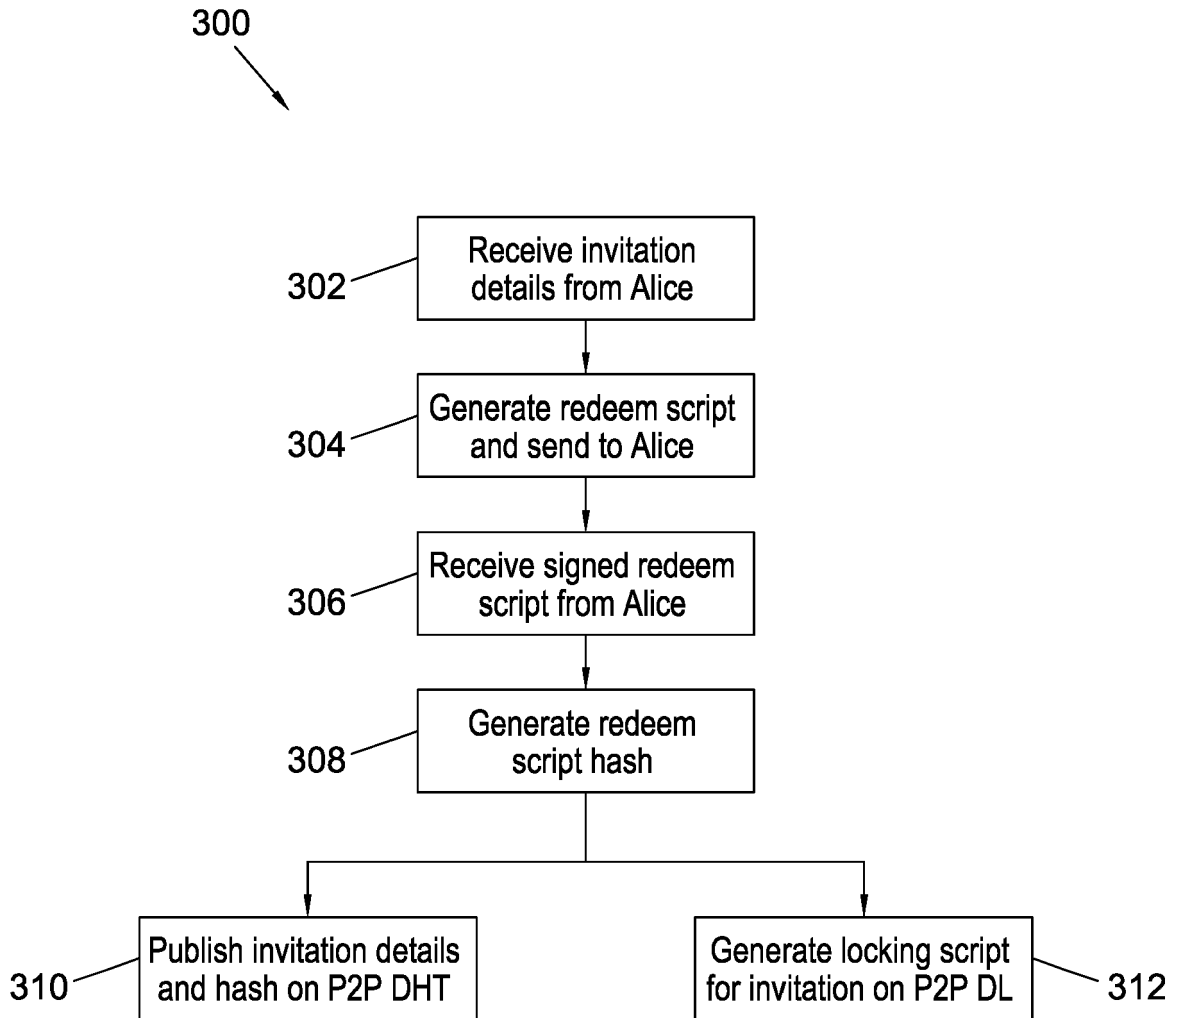 300
Receive invitation
details from Alice
302
Generate redeem script
and send to Alice
304
Receive signed redeem
script from Alice
306
Generate redeem
script hash
308
Publish invitation details
and hash on P2P DHT
310
Generate locking script
for invitation on P2P DL
312